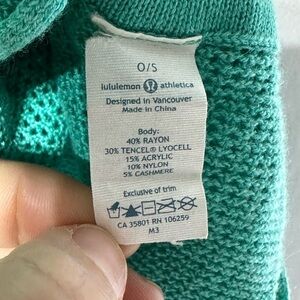 O/S
lululemon athletica
Designed in Vancouver
Made in China
Body:
40% RAYON
30% TENCEL® LYOCELL
15% ACRYLIC
10% NYLON
5% CASHMERE
Exclusive of trim
CA 35801 RN 106259
M3